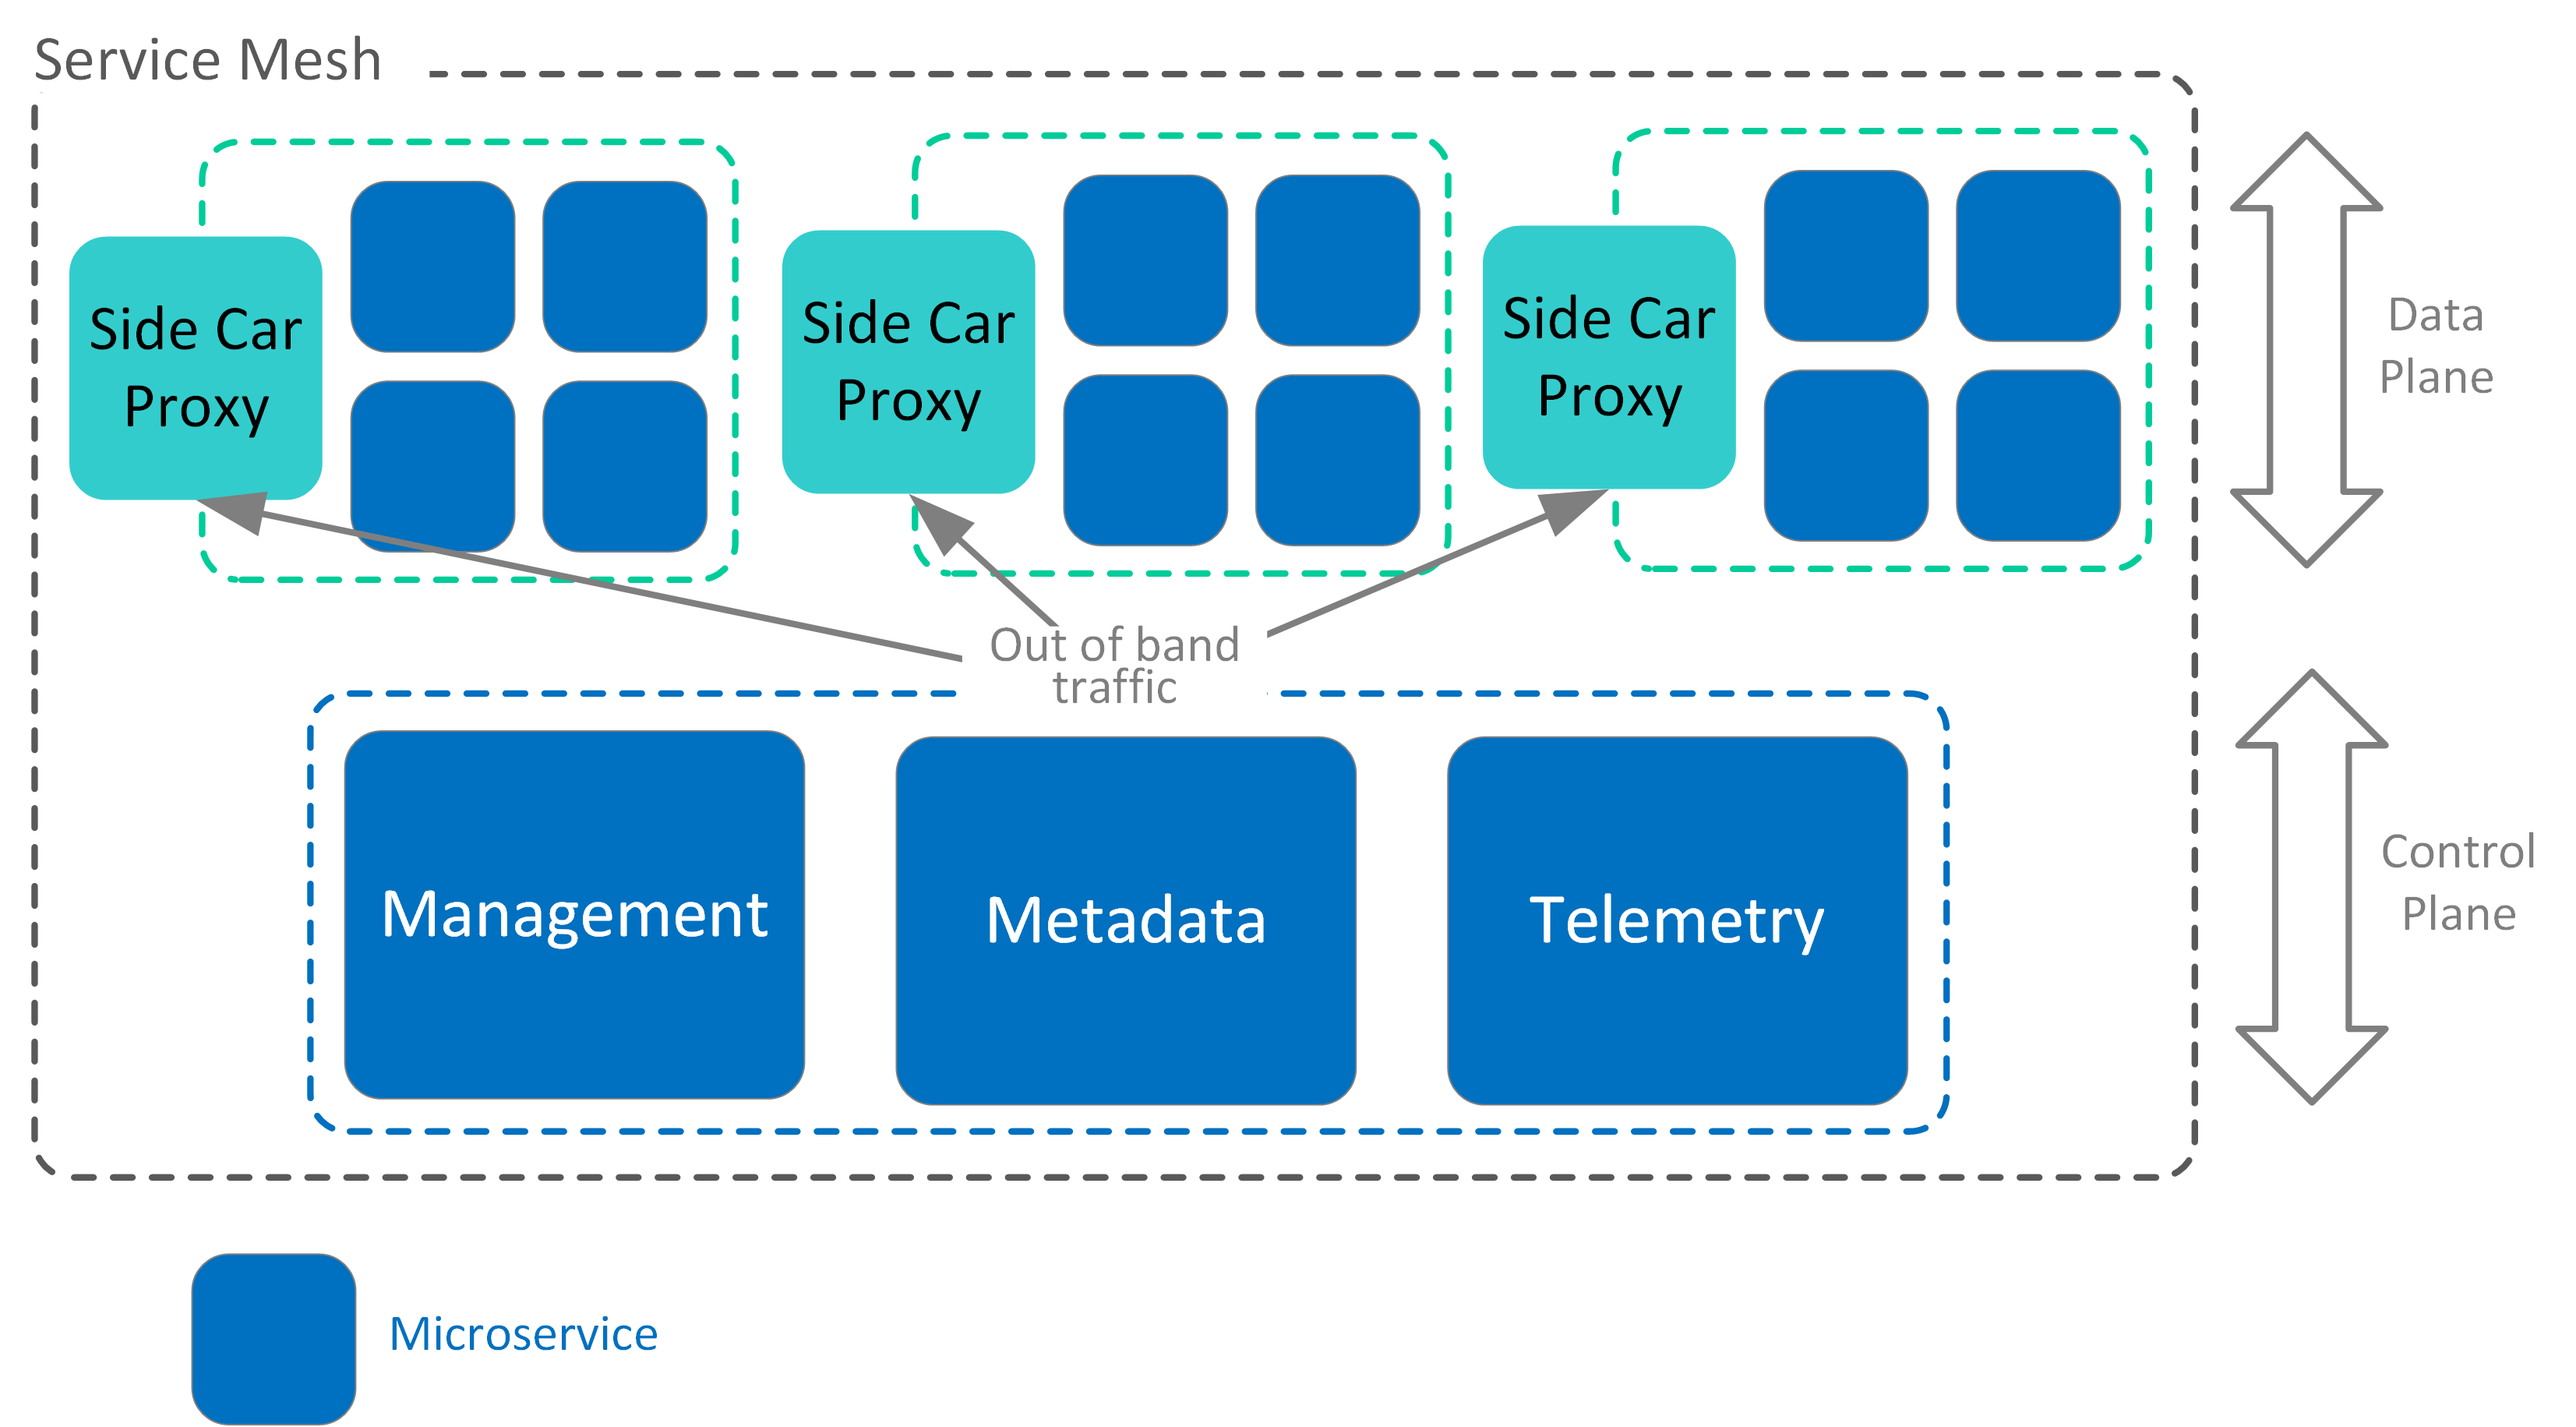 Service Mesh
Side Car
Proxy
Side Car
Proxy
Side Car
Proxy
Data
Plane
Out of band
traffic
Management
Metadata
Telemetry
Control
Plane
Microservice